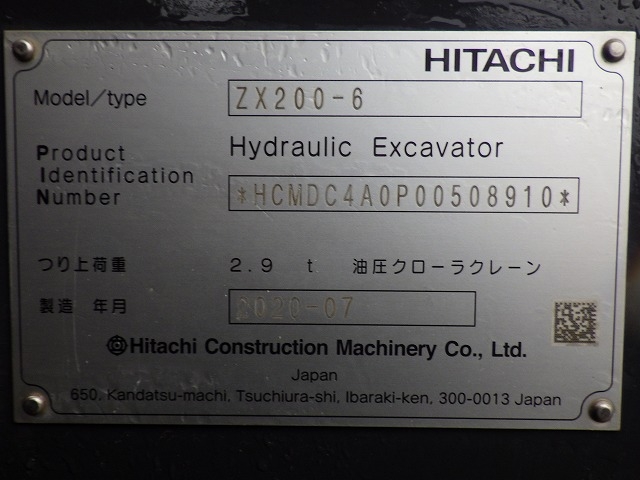 HITACHI
Model/type ZX200-6
Product Identification Number
Hydraulic Excavator
*HCMDC4A0P00508910*
つり上荷重 2.9 t 油圧クローラクレーン
製造 年月 2020-07
Hitachi Construction Machinery Co., Ltd.
Japan
650, Kandatsu-machi, Tsuchiura-shi, Ibaraki-ken, 300-0013 Japan